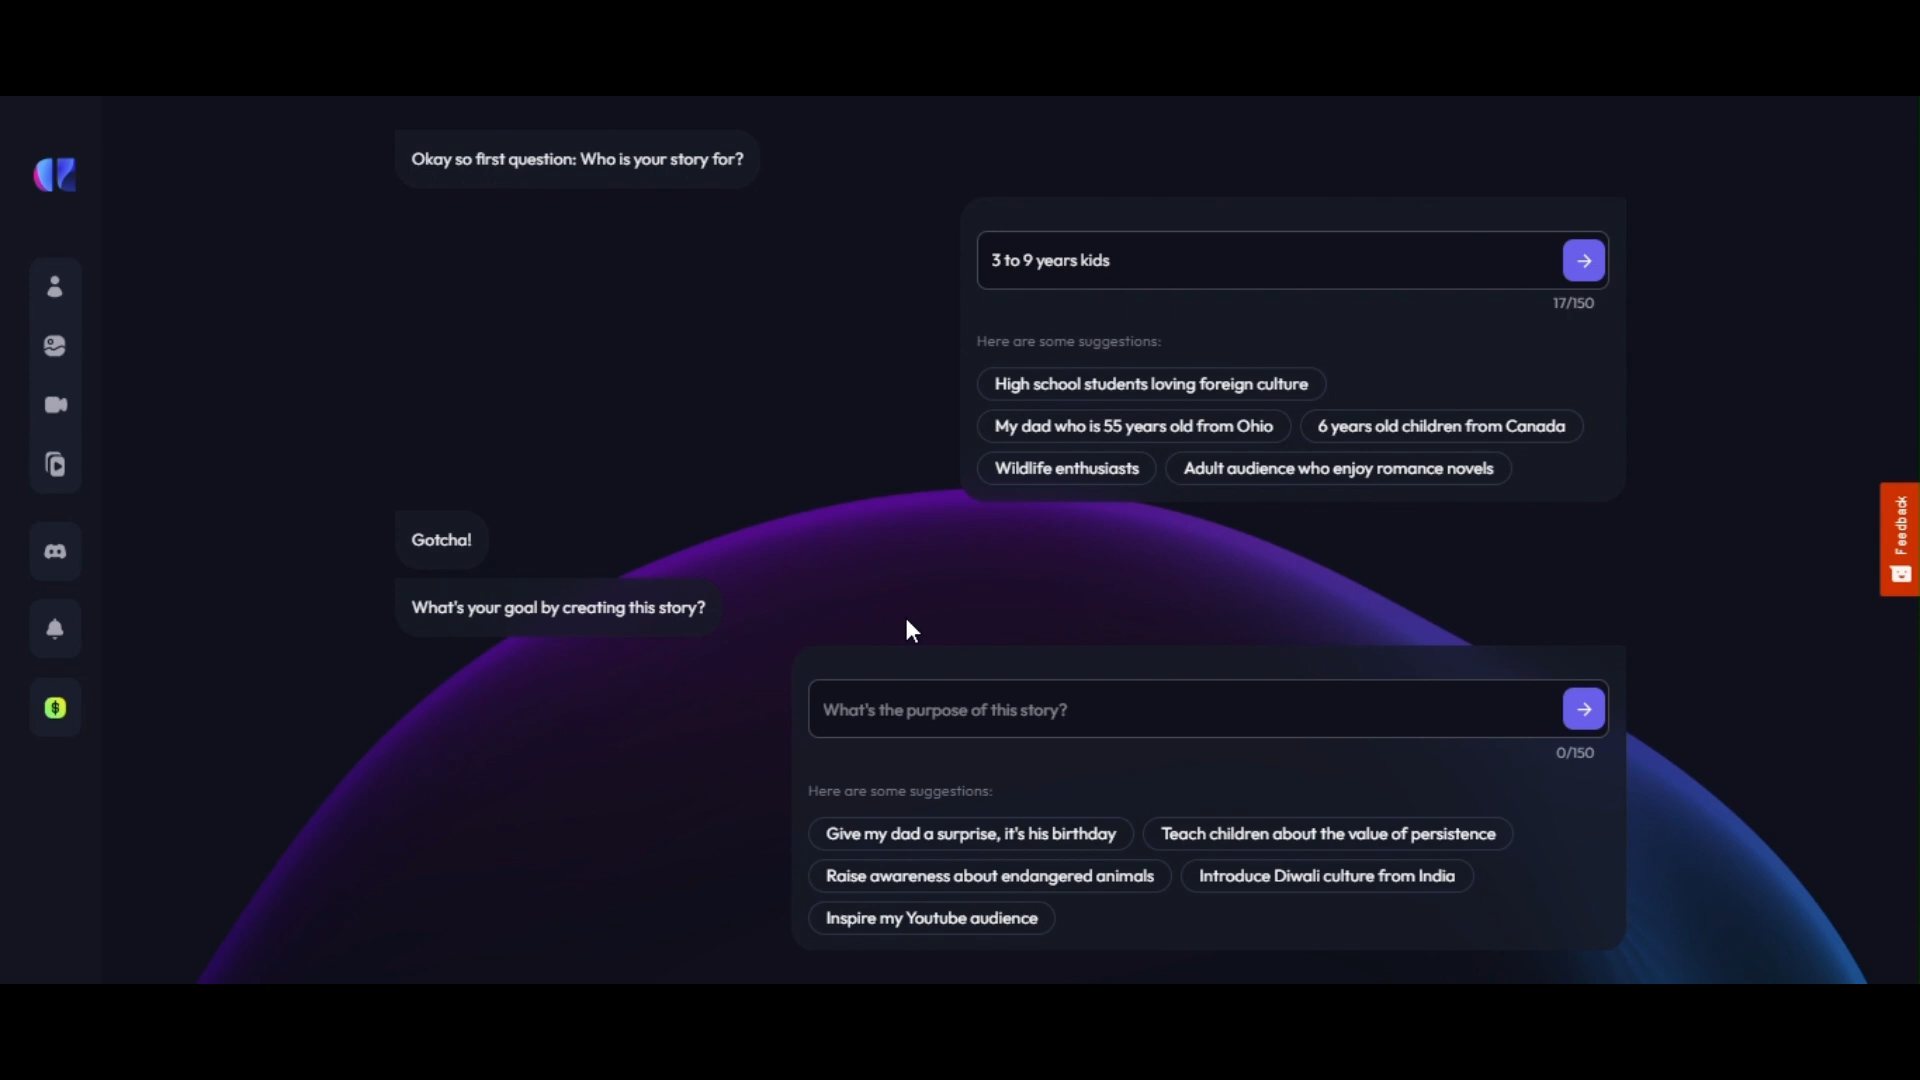 Okay so first question: Who is your story for?
3 to 9 years kids
17/150
Here are some suggestions:
High school students loving foreign culture
My dad who is 55 years old from Ohio
6 years old children from Canada
Wildlife enthusiasts
Adult audience who enjoy romance novels
Feedback
Gotcha!
What's your goal by creating this story?
What's the purpose of this story?
0/150
Here are some suggestions:
Give my dad a surprise, it's his birthday
Teach children about the value of persistence
Raise awareness about endangered animals
Introduce Diwali culture from India
Inspire my Youtube audience
$